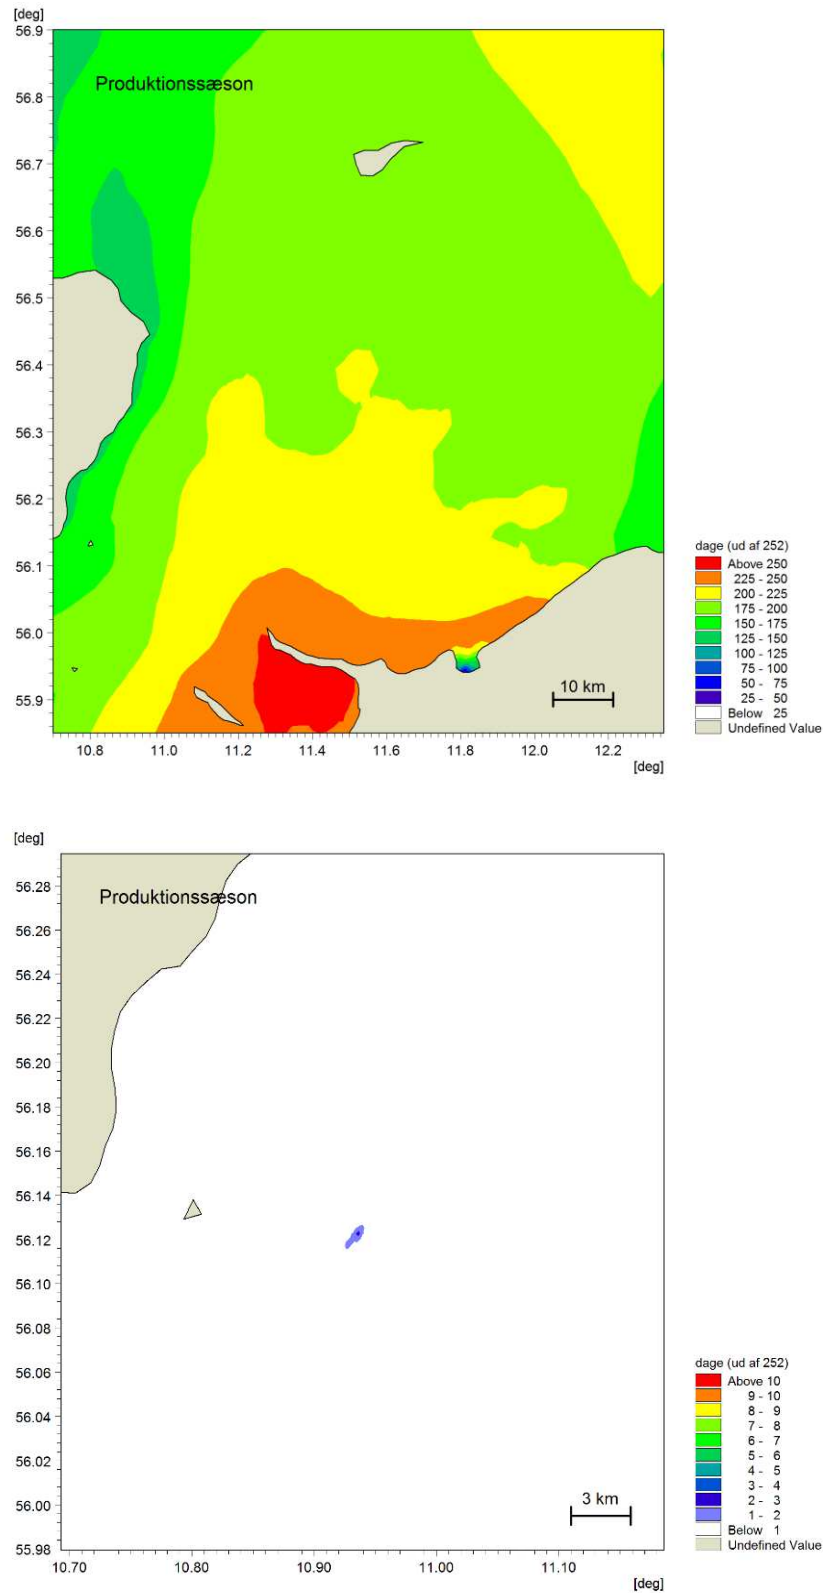 [deg]
56.9
Produktionssæson
56.8
56.7
56.6
56.5
56.4
56.3
56.2
56.1
56.0
55.9
10 km
10.8 11.0 11.2 11.4 11.6 11.8 12.0 12.2
[deg]
dage (ud af 252)
Above 250
225 - 250
200 - 225
175 - 200
150 - 175
125 - 150
100 - 125
75 - 100
50 - 75
25 - 50
Below 25
Undefined Value
[deg]
56.28
Produktionssæson
56.26
56.24
56.22
56.20
56.18
56.16
56.14
56.12
56.10
56.08
56.06
56.04
56.02
56.00
55.98
3 km
10.70 10.80 10.90 11.00 11.10
[deg]
dage (ud af 252)
Above 10
9 - 10
8 - 9
7 - 8
6 - 7
5 - 6
4 - 5
3 - 4
2 - 3
1 - 2
Below 1
Undefined Value